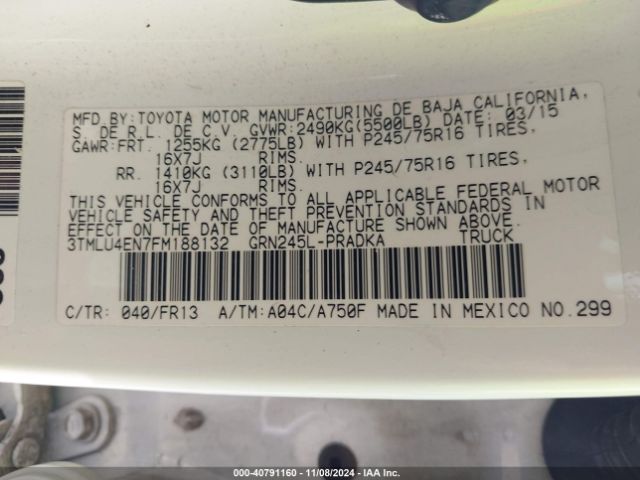 MFD.BY:TOYOTA MOTOR MANUFACTURING DE BAJA CALIFORNIA,
S. DE R.L. DE C.V. GVWR:2490KG(5500LB) DATE: 03/15
GAWR:FRT. 1255KG (2775LB) WITH P245/75R16 TIRES,
16X7J RIMS.
RR. 1410KG (3110LB) WITH P245/75R16 TIRES,
16X7J RIMS.
THIS VEHICLE CONFORMS TO ALL APPLICABLE FEDERAL MOTOR
VEHICLE SAFETY AND THEFT PREVENTION STANDARDS IN
EFFECT ON THE DATE OF MANUFACTURE SHOWN ABOVE.
3TMLU4EN7FM188132 GRN245L-PRADKA TRUCK
C/TR: 040/FR13 A/TM:A04C/A750F MADE IN MEXICO NO.299
000-40791160 - 11/08/2024 - IAA Inc.